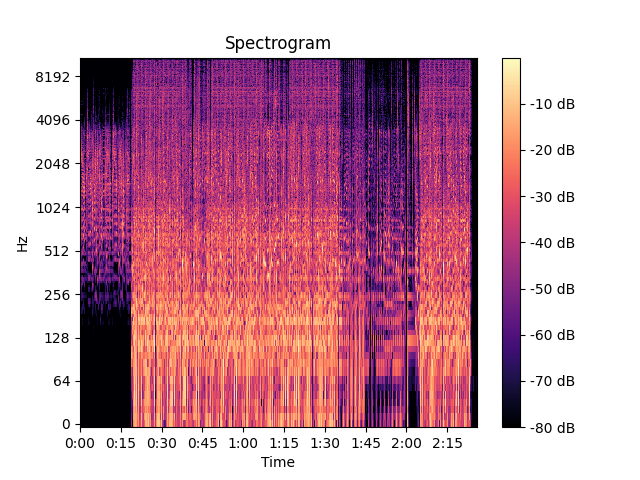 Spectrogram
8192
4096
2048
1024
512
256
128
64
0
Hz
0:00 0:15 0:30 0:45 1:00 1:15 1:30 1:45 2:00 2:15
Time
-10 dB
-20 dB
-30 dB
-40 dB
-50 dB
-60 dB
-70 dB
-80 dB